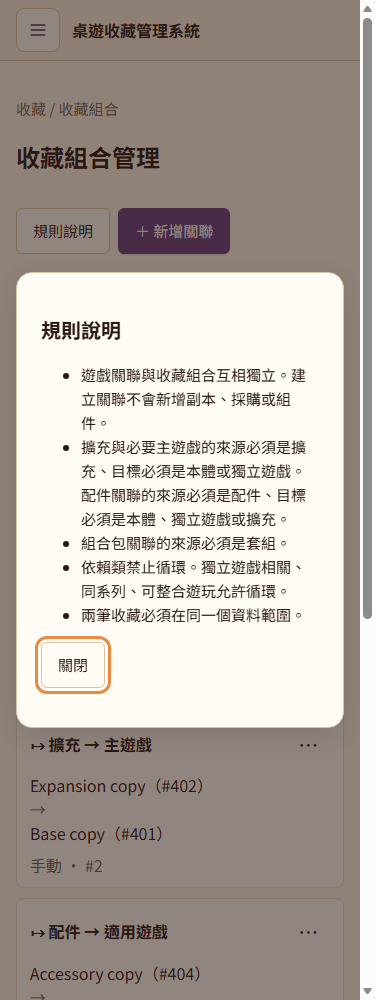 桌遊收藏管理系統
收藏 / 收藏組合
收藏組合管理
規則說明
＋ 新增關聯
規則說明
• 遊戲關聯與收藏組合互相獨立。建
立關聯不會新增副本、採購或組
件。
• 擴充與必要主遊戲的來源必須是擴
充、目標必須是本體或獨立遊戲。
配件關聯的來源必須是配件、目標
必須是本體、獨立遊戲或擴充。
• 組合包關聯的來源必須是套組。
• 依賴類禁止循環。獨立遊戲相關、
同系列、可整合遊玩允許循環。
• 兩筆收藏必須在同一個資料範圍。
關閉
↦ 擴充 → 主遊戲 ⋯
Expansion copy（#402）
→
Base copy（#401）
手動 · #2
↦ 配件 → 適用遊戲 ⋯
Accessory copy（#404）
→